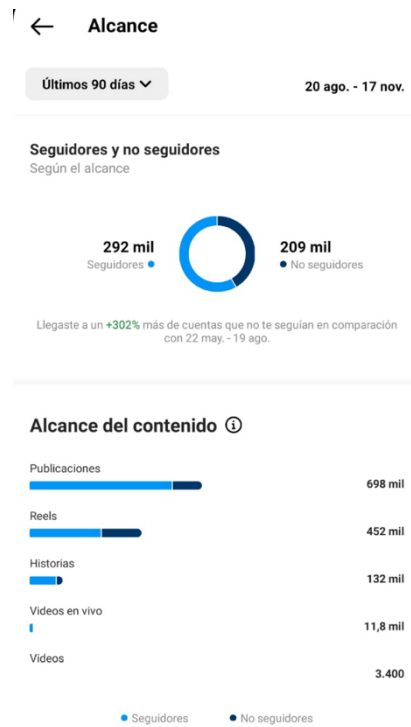 Alcance
Últimos 90 días
20 ago. - 17 nov.
Seguidores y no seguidores
Según el alcance
292 mil
Seguidores
209 mil
No seguidores
Llegaste a un +302% más de cuentas que no te seguían en comparación
con 22 may. - 19 ago.
Alcance del contenido
Publicaciones
698 mil
Reels
452 mil
Historias
132 mil
Videos en vivo
11,8 mil
Videos
3.400
Seguidores
No seguidores